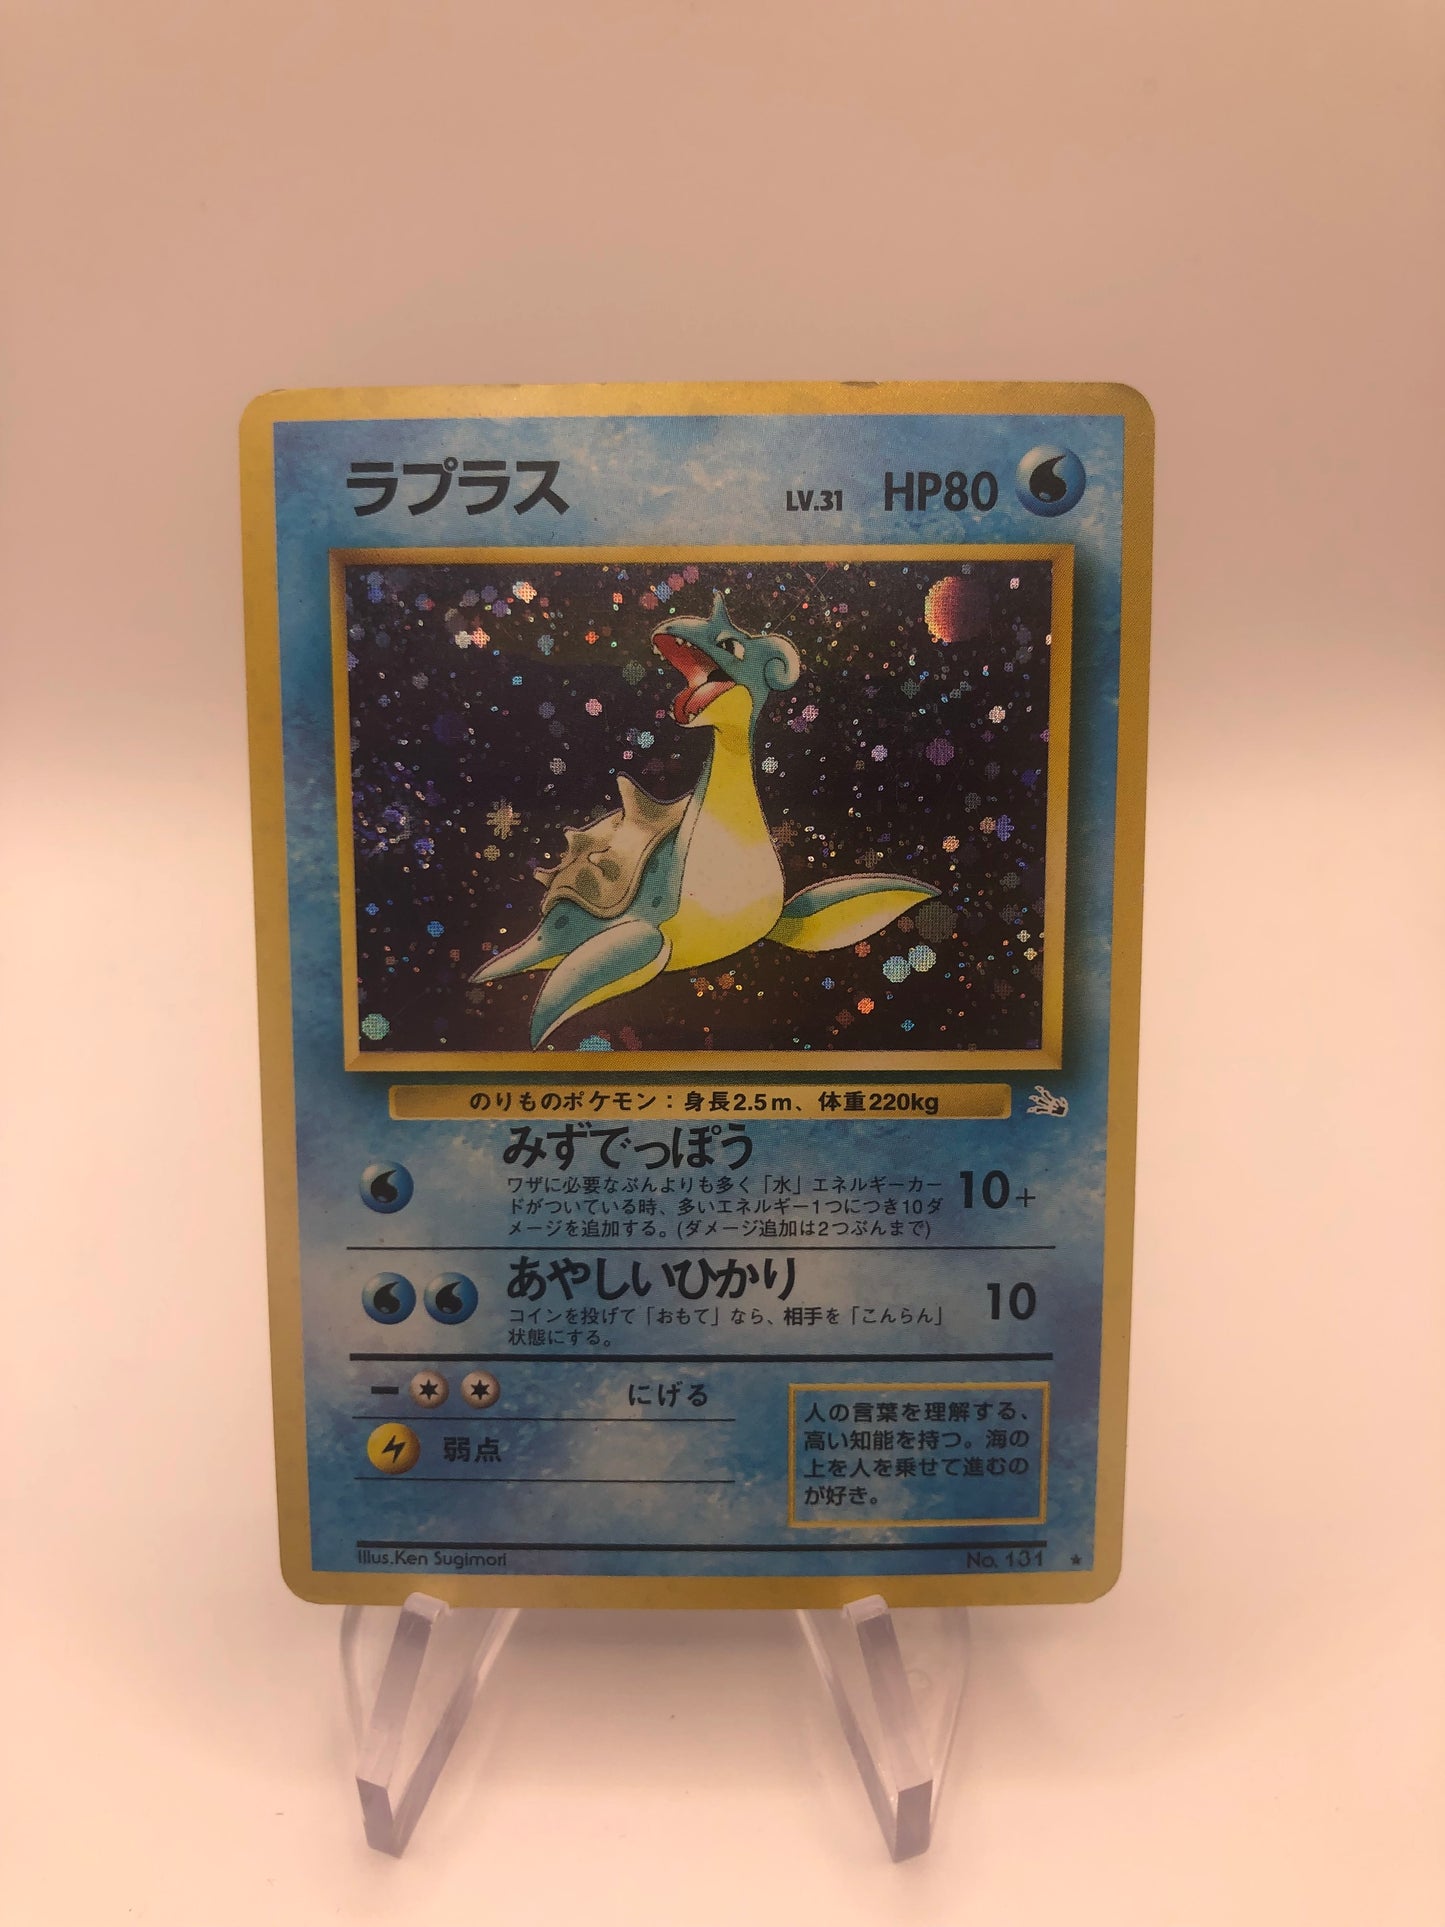 ラプラス LV.31 HP80
のりものポケモン：身長2.5m、体重220kg
みずでっぽう
ワザに必要なぶんよりも多く「水」エネルギーカー
ドがついている時、多いエネルギー1つにつき10ダ
メージを追加する。(ダメージ追加は2つぶんまで)
10+
あやしいひかり
コインを投げて「おもて」なら、相手を「こんらん」
状態にする。
10
にげる
弱点
人の言葉を理解する、
高い知能を持つ。海の
上を人を乗せて進むの
が好き。
Illus.Ken Sugimori No. 131 ★